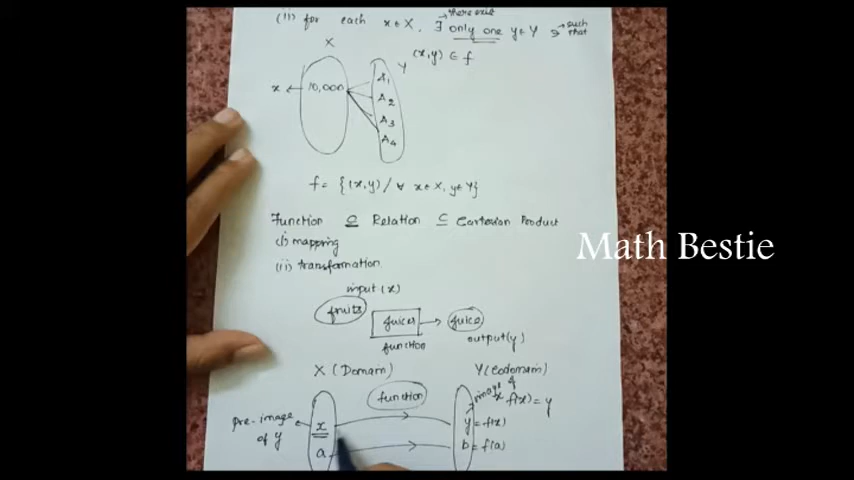 (ii) for each x ∈ X, ∃ only one y ∈ Y ∋ such that
there exist
(x,y) ∈ f
X
Y
x ← 10,000
A1
A2
A3
A4
f = {(x,y) / ∀ x ∈ X, y ∈ Y}
Function ⊆ Relation ⊆ Cartesian Product
(i) mapping
(ii) transformation
Math Bestie
input (x)
fruits
juicer → juice
function
output(y)
X (Domain)
Y (Codomain)
function
image of x
f(x) = y
pre-image of y
x
y = f(x)
a
b = f(a)